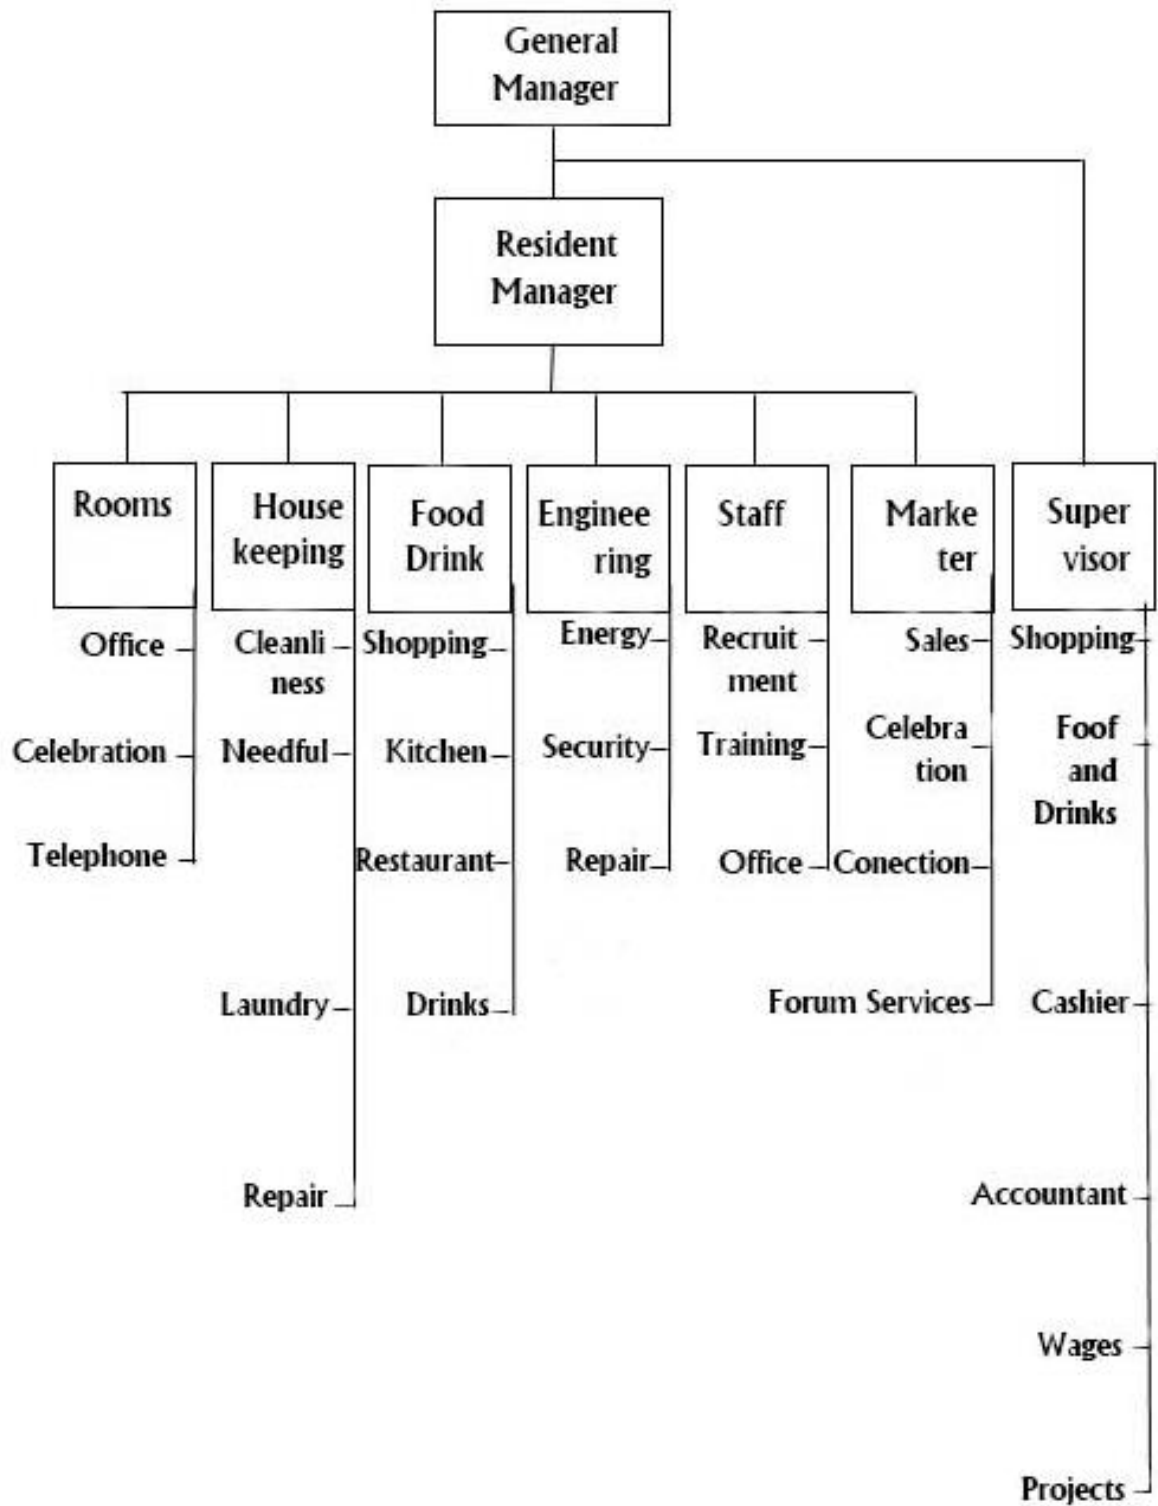 General
Manager
Resident
Manager
Rooms
Office
Celebration
Telephone
House
keeping
Cleanli
ness
Needful
Laundry
Repair
Food
Drink
Shopping
Kitchen
Restaurant
Drinks
Enginee
ring
Energy
Security
Repair
Staff
Recruit
ment
Training
Office
Marke
ter
Sales
Celebra
tion
Conection
Forum Services
Super
visor
Shopping
Foof
and
Drinks
Cashier
Accountant
Wages
Projects